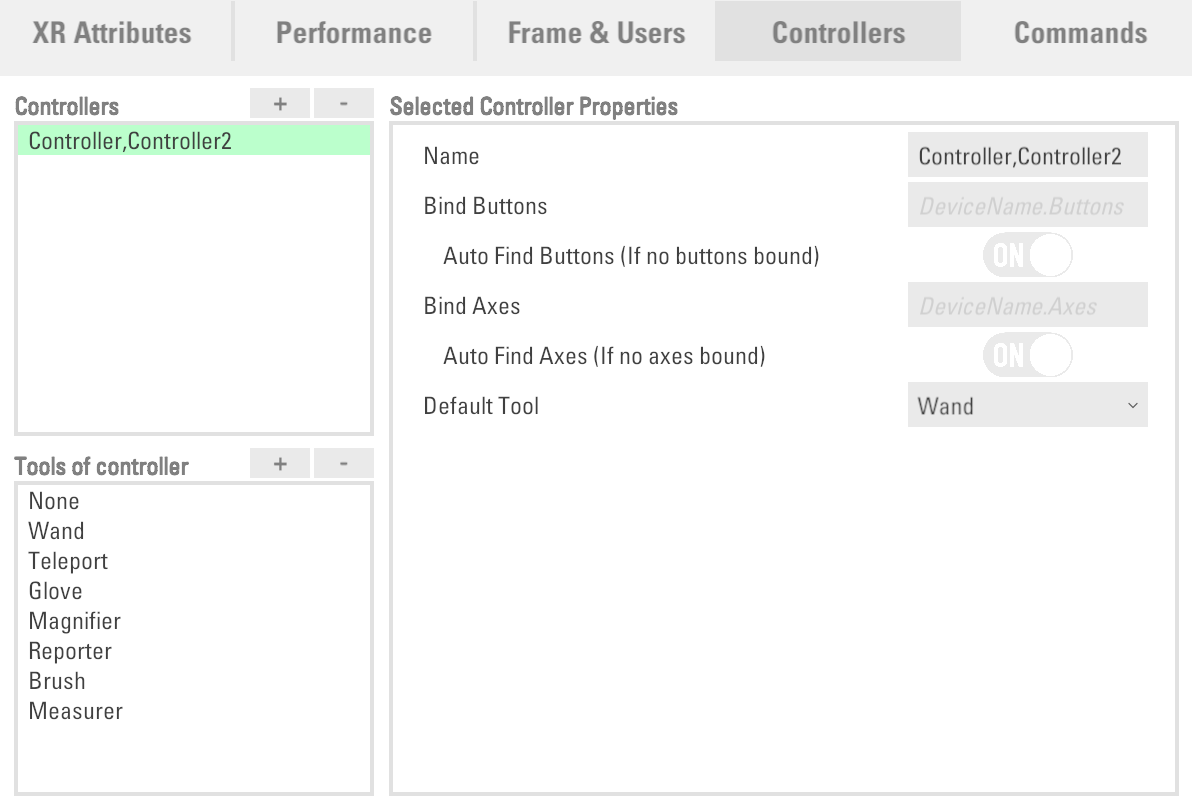 XR Attributes Performance Frame & Users Controllers Commands
Controllers + -
Controller,Controller2
Tools of controller + -
None
Wand
Teleport
Glove
Magnifier
Reporter
Brush
Measurer
Selected Controller Properties
Name Controller,Controller2
Bind Buttons DeviceName.Buttons
Auto Find Buttons (If no buttons bound) ON
Bind Axes DeviceName.Axes
Auto Find Axes (If no axes bound) ON
Default Tool Wand